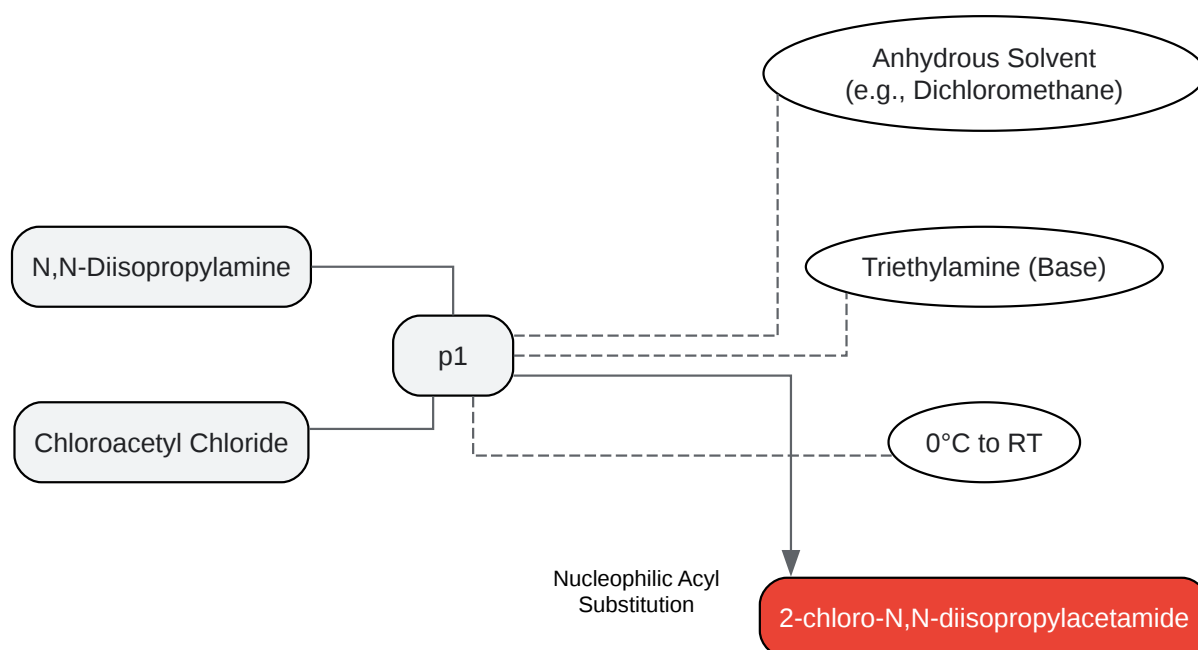 Anhydrous Solvent
(e.g., Dichloromethane)
N,N-Diisopropylamine
Triethylamine (Base)
p1
Chloroacetyl Chloride
0°C to RT
Nucleophilic Acyl
Substitution
2-chloro-N,N-diisopropylacetamide